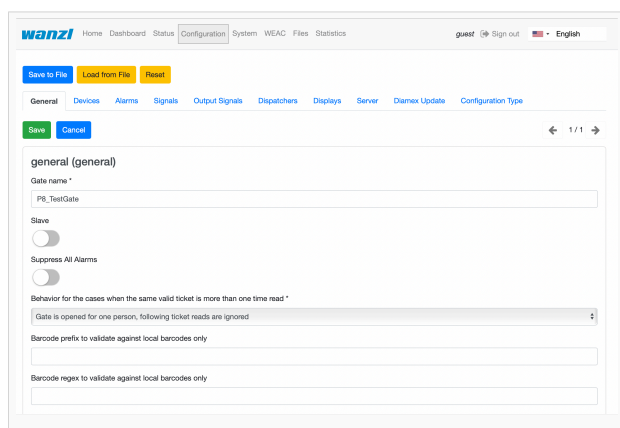 wanzl Home Dashboard Status Configuration System WEAC Files Statistics guest Sign out English
Save to File Load from File Reset
General Devices Alarms Signals Output Signals Dispatchers Displays Server Diamex Update Configuration Type
Save Cancel 1 / 1
general (general)
Gate name *
P8_TestGate
Slave
Suppress All Alarms
Behavior for the cases when the same valid ticket is more than one time read *
Gate is opened for one person, following ticket reads are ignored
Barcode prefix to validate against local barcodes only
Barcode regex to validate against local barcodes only